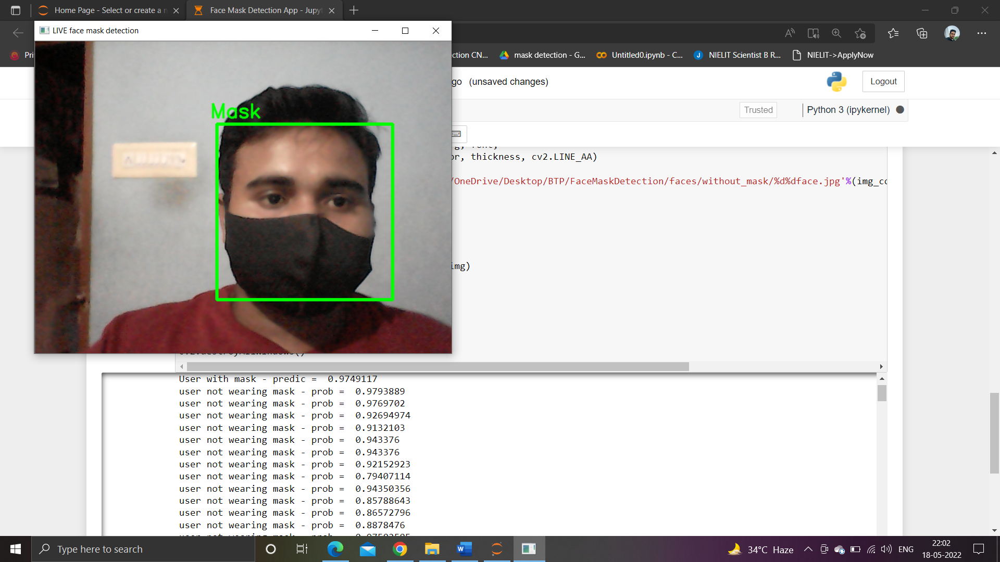 Home Page - Select or create a n
Face Mask Detection App - Jupyt
LIVE face mask detection
Pri
ction CN...
mask detection - G...
Untitled0.ipynb - C...
NIELIT Scientist B R...
NIELIT->ApplyNow
go (unsaved changes)
Logout
Trusted
Python 3 (ipykernel)
Mask
, thickness, cv2.LINE_AA)
/OneDrive/Desktop/BTP/FaceMaskDetection/faces/without_mask/%d%dface.jpg'%(img_co
img)
User with mask - predic = 0.9749117
user not wearing mask - prob = 0.9793889
user not wearing mask - prob = 0.9769702
user not wearing mask - prob = 0.92694974
user not wearing mask - prob = 0.9132103
user not wearing mask - prob = 0.943376
user not wearing mask - prob = 0.943376
user not wearing mask - prob = 0.92152923
user not wearing mask - prob = 0.79407114
user not wearing mask - prob = 0.94350356
user not wearing mask - prob = 0.85788643
user not wearing mask - prob = 0.86572796
user not wearing mask - prob = 0.8878476
Type here to search
34°C Haze
ENG
22:02
18-05-2022